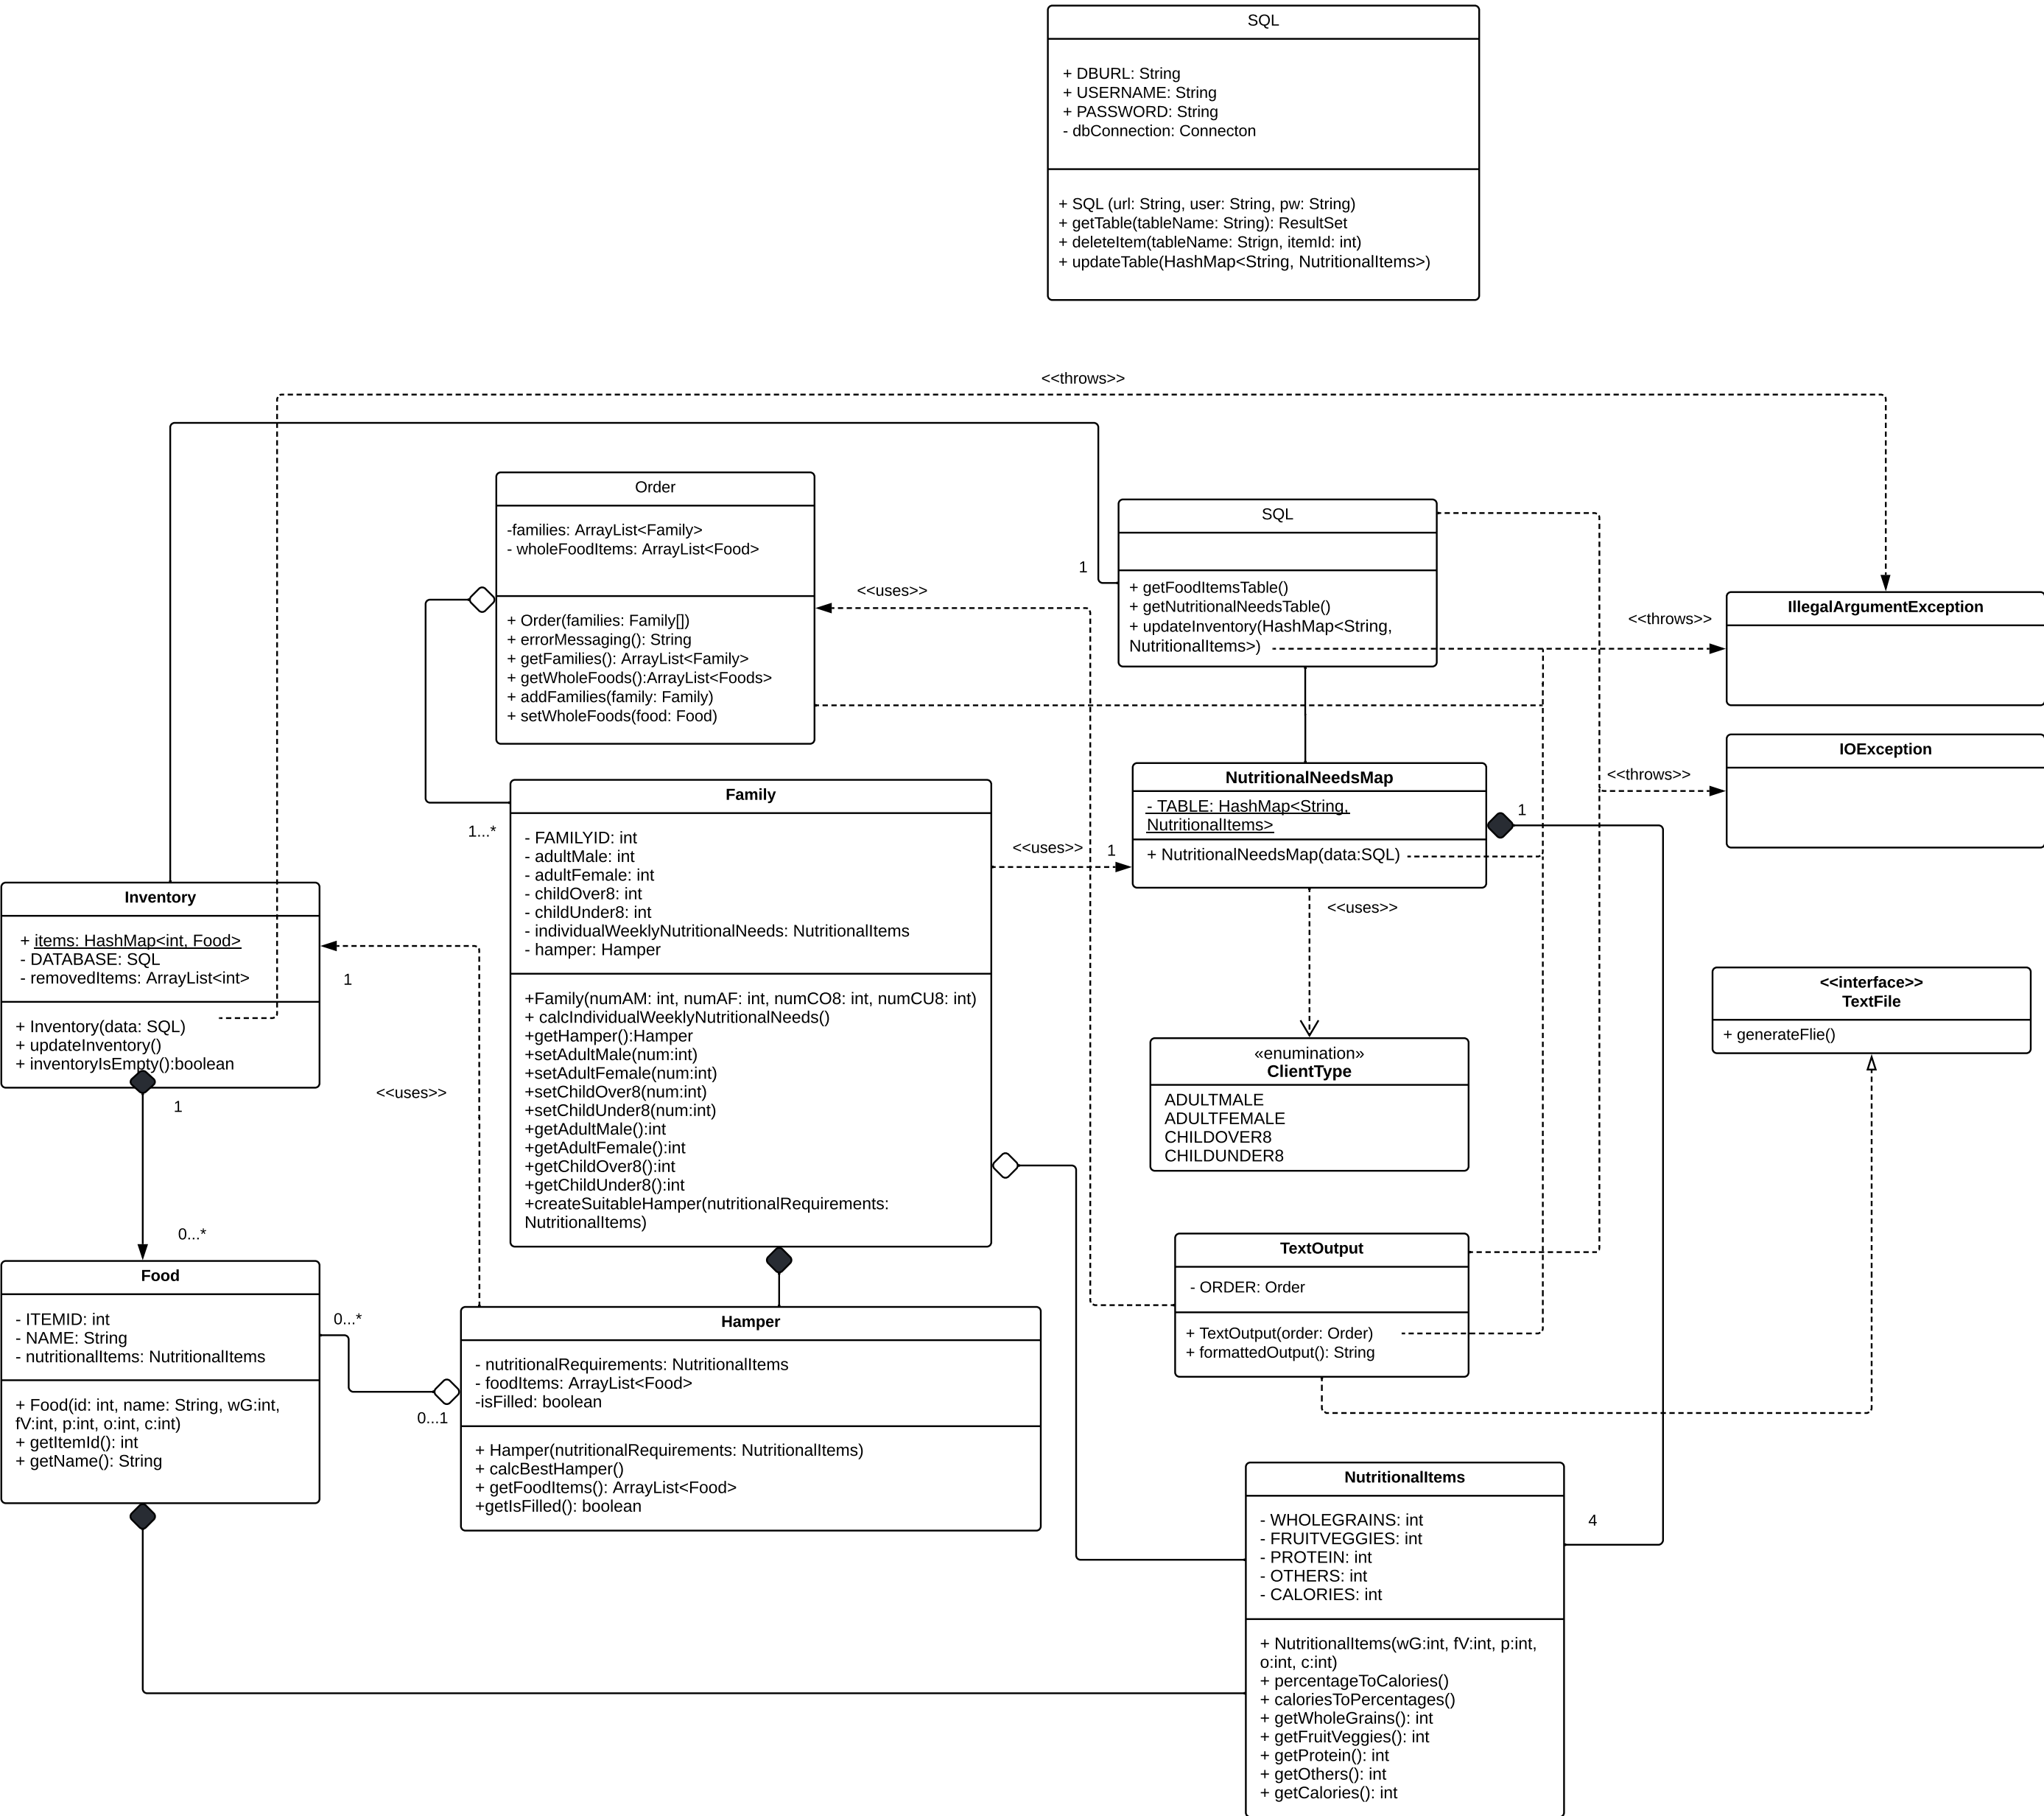 SQL
+ DBURL: String
+ USERNAME: String
+ PASSWORD: String
- dbConnection: Connecton
+ SQL (url: String, user: String, pw: String)
+ getTable(tableName: String): ResultSet
+ deleteItem(tableName: Strign, itemId: int)
+ updateTable(HashMap<String, NutritionalItems>)
<<throws>>
Order
-families: ArrayList<Family>
- wholeFoodItems: ArrayList<Food>
+ Order(families: Family[])
+ errorMessaging(): String
+ getFamilies(): ArrayList<Family>
+ getWholeFoods():ArrayList<Foods>
+ addFamilies(family: Family)
+ setWholeFoods(food: Food)
<<uses>>
1
SQL
+ getFoodItemsTable()
+ getNutritionalNeedsTable()
+ updateInventory(HashMap<String,
NutritionalItems>)
<<throws>>
IllegalArgumentException
IOException
<<throws>>
Family
- FAMILYID: int
- adultMale: int
- adultFemale: int
- childOver8: int
- childUnder8: int
- individualWeeklyNutritionalNeeds: NutritionalItems
- hamper: Hamper
+Family(numAM: int, numAF: int, numCO8: int, numCU8: int)
+ calcIndividualWeeklyNutritionalNeeds()
+getHamper():Hamper
+setAdultMale(num:int)
+setAdultFemale(num:int)
+setChildOver8(num:int)
+setChildUnder8(num:int)
+getAdultMale():int
+getAdultFemale():int
+getChildOver8():int
+getChildUnder8():int
+createSuitableHamper(nutritionalRequirements:
NutritionalItems)
1...*
<<uses>>
1
NutritionalNeedsMap
- TABLE: HashMap<String,
NutritionalItems>
+ NutritionalNeedsMap(data:SQL)
1
<<uses>>
Inventory
+ items: HashMap<int, Food>
- DATABASE: SQL
- removedItems: ArrayList<int>
+ Inventory(data: SQL)
+ updateInventory()
+ inventoryIsEmpty():boolean
1
<<uses>>
1
0...*
«enumination»
ClientType
ADULTMALE
ADULTFEMALE
CHILDOVER8
CHILDUNDER8
<<interface>>
TextFile
+ generateFlie()
TextOutput
- ORDER: Order
+ TextOutput(order: Order)
+ formattedOutput(): String
Food
- ITEMID: int
- NAME: String
- nutritionalItems: NutritionalItems
+ Food(id: int, name: String, wG:int,
fV:int, p:int, o:int, c:int)
+ getItemId(): int
+ getName(): String
0...*
0...1
Hamper
- nutritionalRequirements: NutritionalItems
- foodItems: ArrayList<Food>
-isFilled: boolean
+ Hamper(nutritionalRequirements: NutritionalItems)
+ calcBestHamper()
+ getFoodItems(): ArrayList<Food>
+getIsFilled(): boolean
NutritionalItems
- WHOLEGRAINS: int
- FRUITVEGGIES: int
- PROTEIN: int
- OTHERS: int
- CALORIES: int
+ NutritionalItems(wG:int, fV:int, p:int,
o:int, c:int)
+ percentageToCalories()
+ caloriesToPercentages()
+ getWholeGrains(): int
+ getFruitVeggies(): int
+ getProtein(): int
+ getOthers(): int
+ getCalories(): int
4